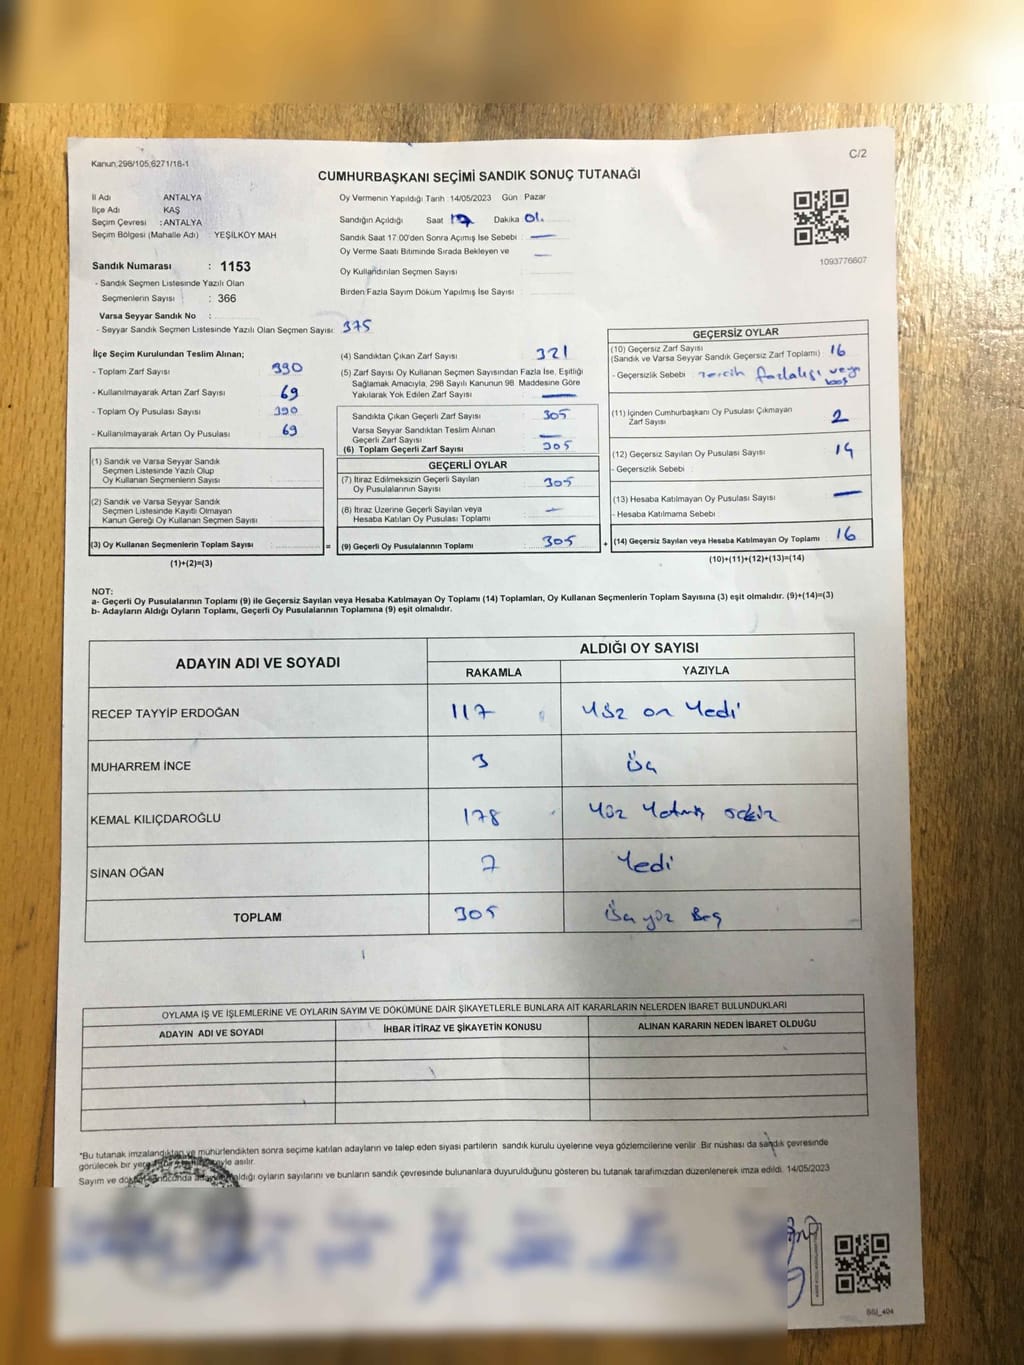 Kanun:298/105,6271/18-1
C/2
CUMHURBAŞKANI SEÇİMİ SANDIK SONUÇ TUTANAĞI
İl Adı ANTALYA
İlçe Adı KAŞ
Seçim Çevresi : ANTALYA
Seçim Bölgesi (Mahalle Adı) : YEŞİLKÖY MAH
Sandık Numarası : 1153
- Sandık Seçmen Listesinde Yazılı Olan
Seçmenlerin Sayısı : 366
Varsa Seyyar Sandık No :
- Seyyar Sandık Seçmen Listesinde Yazılı Olan Seçmen Sayısı: 375
Oy Vermenin Yapıldığı Tarih 14/05/2023 Gün Pazar
Sandığın Açıldığı Saat 17 Dakika 01.
Sandık Saat 17.00'den Sonra Açımış İse Sebebi : —
Oy Verme Saati Bitiminde Sırada Bekleyen ve —
Oy Kullandırılan Seçmen Sayısı :
Birden Fazla Sayım Döküm Yapılmış İse Sayısı :
1093776607
İlçe Seçim Kurulundan Teslim Alınan;
- Toplam Zarf Sayısı : 390
- Kullanılmayarak Artan Zarf Sayısı : 69
- Toplam Oy Pusulası Sayısı : 390
- Kullanılmayarak Artan Oy Pusulası : 69
(1) Sandık ve Varsa Seyyar Sandık
Seçmen Listesinde Yazılı Olup
Oy Kullanan Seçmenlerin Sayısı :
(2) Sandık ve Varsa Seyyar Sandık
Seçmen Listesinde Kayıtlı Olmayan
Kanun Gereği Oy Kullanan Seçmen Sayısı :
(3) Oy Kullanan Seçmenlerin Toplam Sayısı : =
(1)+(2)=(3)
(4) Sandıktan Çıkan Zarf Sayısı : 321
(5) Zarf Sayısı Oy Kullanan Seçmen Sayısından Fazla İse, Eşitliği
Sağlamak Amacıyla, 298 Sayılı Kanunun 98. Maddesine Göre
Yakılarak Yok Edilen Zarf Sayısı : —
Sandıkta Çıkan Geçerli Zarf Sayısı : 305
Varsa Seyyar Sandıktan Teslim Alınan
Geçerli Zarf Sayısı : —
(6) Toplam Geçerli Zarf Sayısı : 305
GEÇERLİ OYLAR
(7) İtiraz Edilmeksizin Geçerli Sayılan
Oy Pusulalarının Sayısı : 305
(8) İtiraz Üzerine Geçerli Sayılan veya
Hesaba Katılan Oy Pusulası Toplamı : —
(9) Geçerli Oy Pusulalarının Toplamı : 305 +
GEÇERSİZ OYLAR
(10) Geçersiz Zarf Sayısı
(Sandık ve Varsa Seyyar Sandık Geçersiz Zarf Toplamı) : 16
- Geçersizlik Sebebi : Tercih fazlalığı veya
boş
(11) İçinden Cumhurbaşkanı Oy Pusulası Çıkmayan
Zarf Sayısı : 2
(12) Geçersiz Sayılan Oy Pusulası Sayısı : 14
- Geçersizlik Sebebi :
(13) Hesaba Katılmayan Oy Pusulası Sayısı : —
- Hesaba Katılmama Sebebi :
(14) Geçersiz Sayılan veya Hesaba Katılmayan Oy Toplamı : 16
(10)+(11)+(12)+(13)=(14)
NOT:
a- Geçerli Oy Pusulalarının Toplamı (9) ile Geçersiz Sayılan veya Hesaba Katılmayan Oy Toplamı (14) Toplamları, Oy Kullanan Seçmenlerin Toplam Sayısına (3) eşit olmalıdır. (9)+(14)=(3)
b- Adayların Aldığı Oyların Toplamı, Geçerli Oy Pusulalarının Toplamına (9) eşit olmalıdır.
ADAYIN ADI VE SOYADI
ALDIĞI OY SAYISI
RAKAMLA YAZIYLA
RECEP TAYYİP ERDOĞAN 117 Yüz on Yedi
MUHARREM İNCE 3 Üç
KEMAL KILIÇDAROĞLU 178 Yüz Yetmiş sekiz
SİNAN OĞAN 7 Yedi
TOPLAM 305 Üç yüz Beş
OYLAMA İŞ VE İŞLEMLERİNE VE OYLARIN SAYIM VE DÖKÜMÜNE DAİR ŞİKAYETLERLE BUNLARA AİT KARARLARIN NELERDEN İBARET BULUNDUKLARI
ADAYIN ADI VE SOYADI İHBAR İTİRAZ VE ŞİKAYETİN KONUSU ALINAN KARARIN NEDEN İBARET OLDUĞU
*Bu tutanak imzalandıktan ve mühürlendikten sonra seçime katılan adayların ve talep eden siyasi partilerin sandık kurulu üyelerine veya gözlemcilerine verilir. Bir nüshası da sandık çevresinde
görülecek bir yere asılır.
Sayım ve aldığı oyların sayılarını ve bunların sandık çevresinde bulunanlara duyurulduğunu gösteren bu tutanak tarafımızdan düzenlenerek imza edildi. 14/05/2023